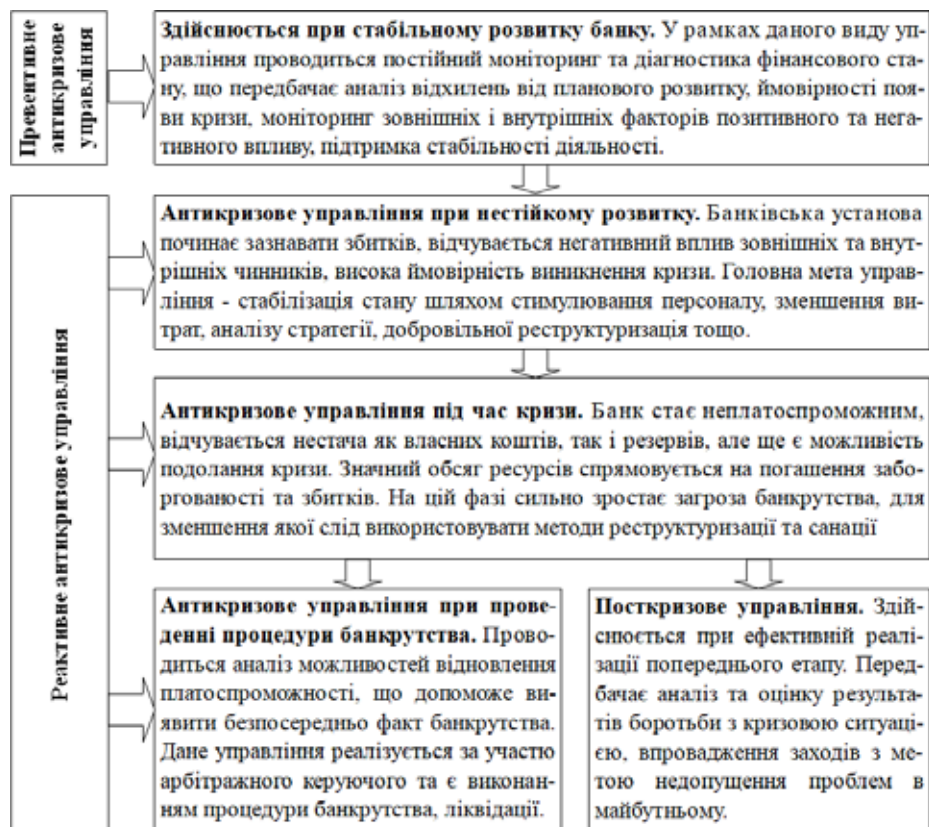 Превентивне
антикризове
управління
Здійснюється при стабільному розвитку банку. У рамках даного виду уп-
равління проводиться постійний моніторинг та діагностика фінансового ста-
ну, що передбачає аналіз відхилень від планового розвитку, ймовірності поя-
ви кризи, моніторинг зовнішніх і внутрішніх факторів позитивного та нега-
тивного впливу, підтримка стабільності діяльності.
Реактивне антикризове управління
Антикризове управління при нестійкому розвитку. Банківська установа
починає зазнавати збитків, відчувається негативний вплив зовнішніх та внут-
рішніх чинників, висока ймовірність виникнення кризи. Головна мета управ-
ління - стабілізація стану шляхом стимулювання персоналу, зменшення вит-
рат, аналізу стратегії, добровільної реструктуризація тощо.
Антикризове управління під час кризи. Банк стає неплатоспроможним,
відчувається нестача як власних коштів, так і резервів, але ще є можливість
подолання кризи. Значний обсяг ресурсів спрямовується на погашення забо-
ргованості та збитків. На цій фазі сильно зростає загроза банкрутства, для
зменшення якої слід використовувати методи реструктуризації та санації
Антикризове управління при прове-
денні процедури банкрутства. Прово-
диться аналіз можливостей відновлення
платоспроможності, що допоможе ви-
явити безпосередньо факт банкрутства.
Дане управління реалізується за участю
арбітражного керуючого та є виконан-
ням процедури банкрутства, ліквідації.
Посткризове управління. Здій-
снюється при ефективній реалі-
зації попереднього етапу. Перед-
бачає аналіз та оцінку результа-
тів боротьби з кризовою ситуаці-
єю, впровадження заходів з ме-
тою недопущення проблем в
майбутньому.